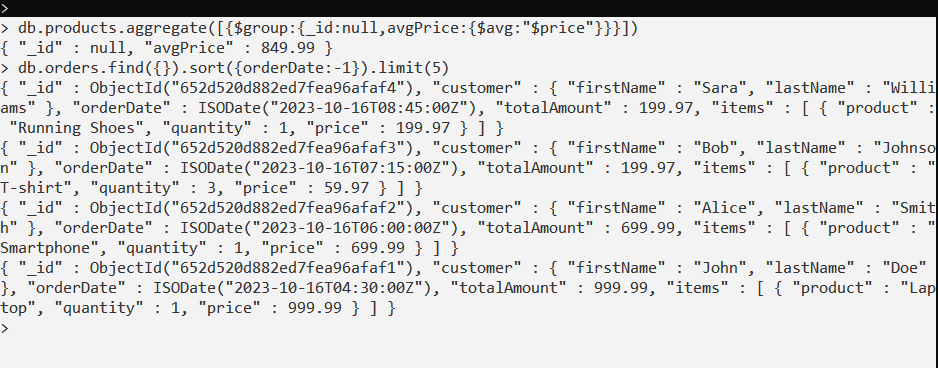 >
> db.products.aggregate([{$group:{_id:null,avgPrice:{$avg:"$price"}}}])
{ "_id" : null, "avgPrice" : 849.99 }
> db.orders.find({}).sort({orderDate:-1}).limit(5)
{ "_id" : ObjectId("652d520d882ed7fea96afaf4"), "customer" : { "firstName" : "Sara", "lastName" : "Willi
ams" }, "orderDate" : ISODate("2023-10-16T08:45:00Z"), "totalAmount" : 199.97, "items" : [ { "product" :
 "Running Shoes", "quantity" : 1, "price" : 199.97 } ] }
{ "_id" : ObjectId("652d520d882ed7fea96afaf3"), "customer" : { "firstName" : "Bob", "lastName" : "Johnso
n" }, "orderDate" : ISODate("2023-10-16T07:15:00Z"), "totalAmount" : 199.97, "items" : [ { "product" : "
T-shirt", "quantity" : 3, "price" : 59.97 } ] }
{ "_id" : ObjectId("652d520d882ed7fea96afaf2"), "customer" : { "firstName" : "Alice", "lastName" : "Smit
h" }, "orderDate" : ISODate("2023-10-16T06:00:00Z"), "totalAmount" : 699.99, "items" : [ { "product" : "
Smartphone", "quantity" : 1, "price" : 699.99 } ] }
{ "_id" : ObjectId("652d520d882ed7fea96afaf1"), "customer" : { "firstName" : "John", "lastName" : "Doe"
}, "orderDate" : ISODate("2023-10-16T04:30:00Z"), "totalAmount" : 999.99, "items" : [ { "product" : "Lap
top", "quantity" : 1, "price" : 999.99 } ] }
>